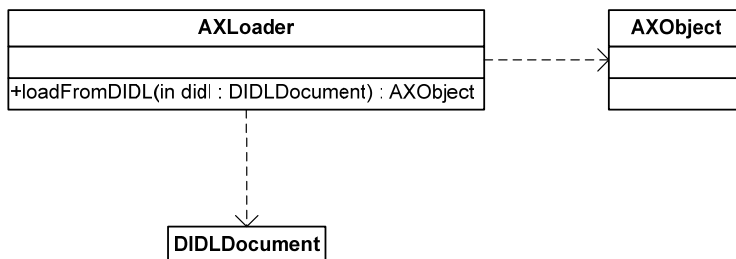 AXLoader
AXObject
+loadFromDIDL(in didl : DIDLDocument) : AXObject
DIDLDocument